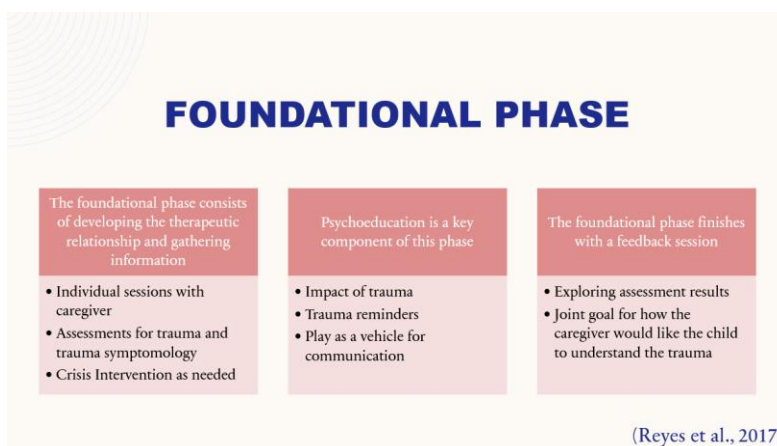 FOUNDATIONAL PHASE
The foundational phase consists
of developing the therapeutic
relationship and gathering
information
• Individual sessions with
caregiver
• Assessments for trauma and
trauma symptomology
• Crisis Intervention as needed
Psychoeducation is a key
component of this phase
• Impact of trauma
• Trauma reminders
• Play as a vehicle for
communication
The foundational phase finishes
with a feedback session
• Exploring assessment results
• Joint goal for how the
caregiver would like the child
to understand the trauma
(Reyes et al., 2017